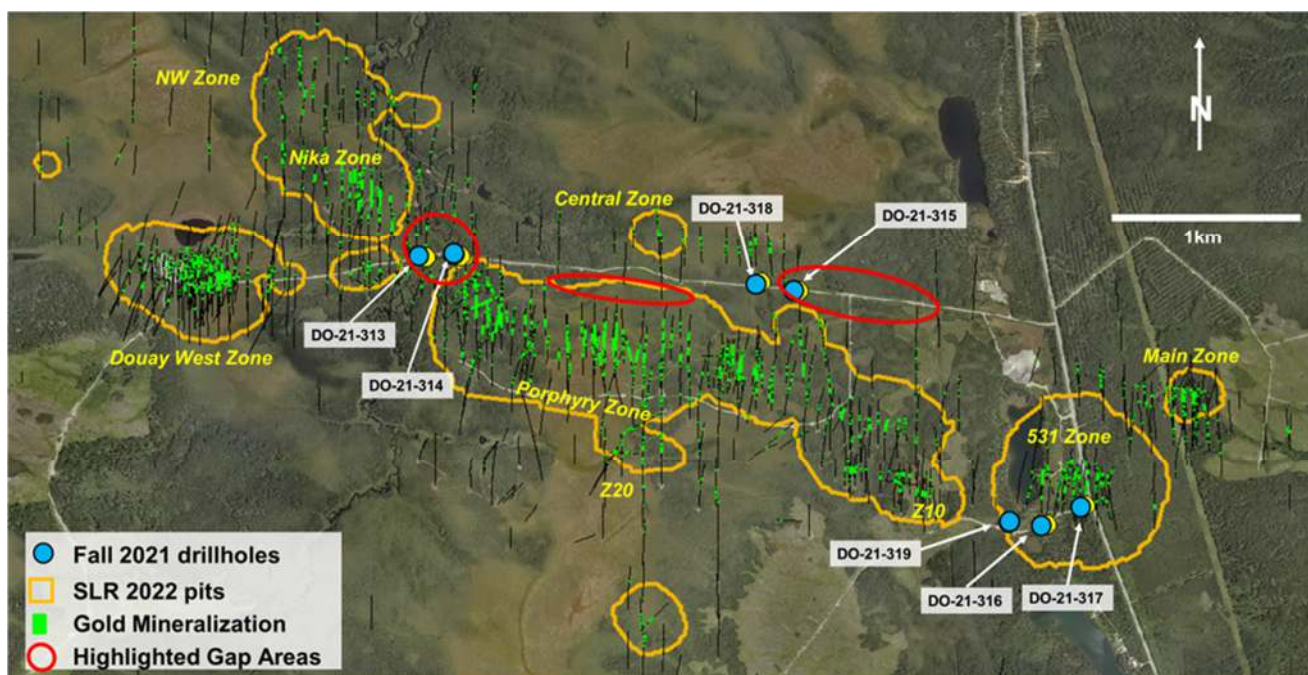 NW Zone
N
Nika Zone
Central Zone
DO-21-318
DO-21-315
1km
DO-21-313
Douay West Zone
DO-21-314
Main Zone
Porphyry Zone
531 Zone
Z20
Z10
DO-21-319
DO-21-316
DO-21-317
Fall 2021 drillholes
SLR 2022 pits
Gold Mineralization
Highlighted Gap Areas